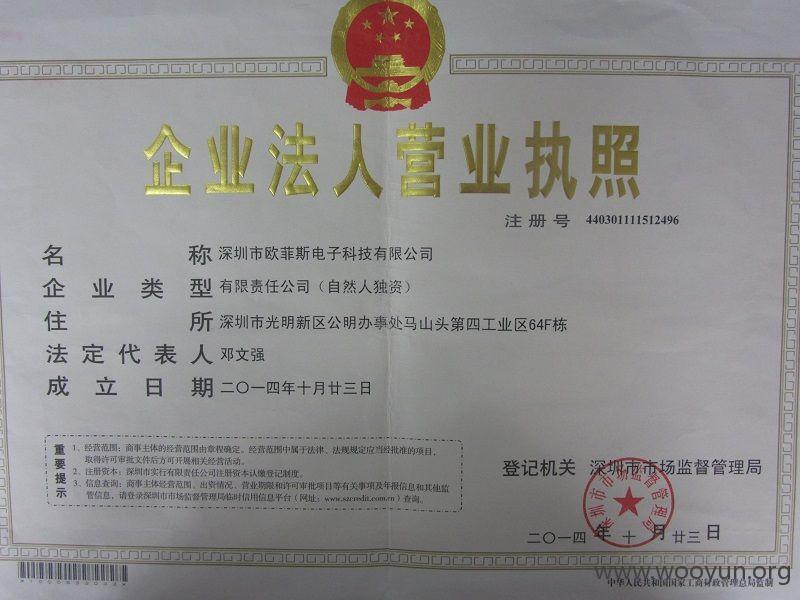 企业法人营业执照
注册号 440301111512496
名称 深圳市欧菲斯电子科技有限公司
企业类型 有限责任公司（自然人独资）
住所 深圳市光明新区公明办事处马山头第四工业区64F栋
法定代表人 邓文强
成立日期 二〇一四年十月廿三日
重要提示
1、经营范围：商事主体的经营范围由章程确定。经营范围中属于法律、法规规定应当经批准的项目，
取得许可审批文件后方可开展相关经营活动。
2、注册资本：深圳市实行有限责任公司注册资本认缴登记制度。
3、信息查询：商事主体经营范围、出资情况、营业期限和许可审批项目等有关事项及年报信息和其他监
管信息，请登录深圳市市场监督管理局临时信用信息平台（网址：www.szcredit.com.cn）查询。
登记机关 深圳市市场监督管理局
深圳市市场监督管理局
二〇一四年十月廿三日
中华人民共和国国家工商行政管理总局监制
www.wooyun.org